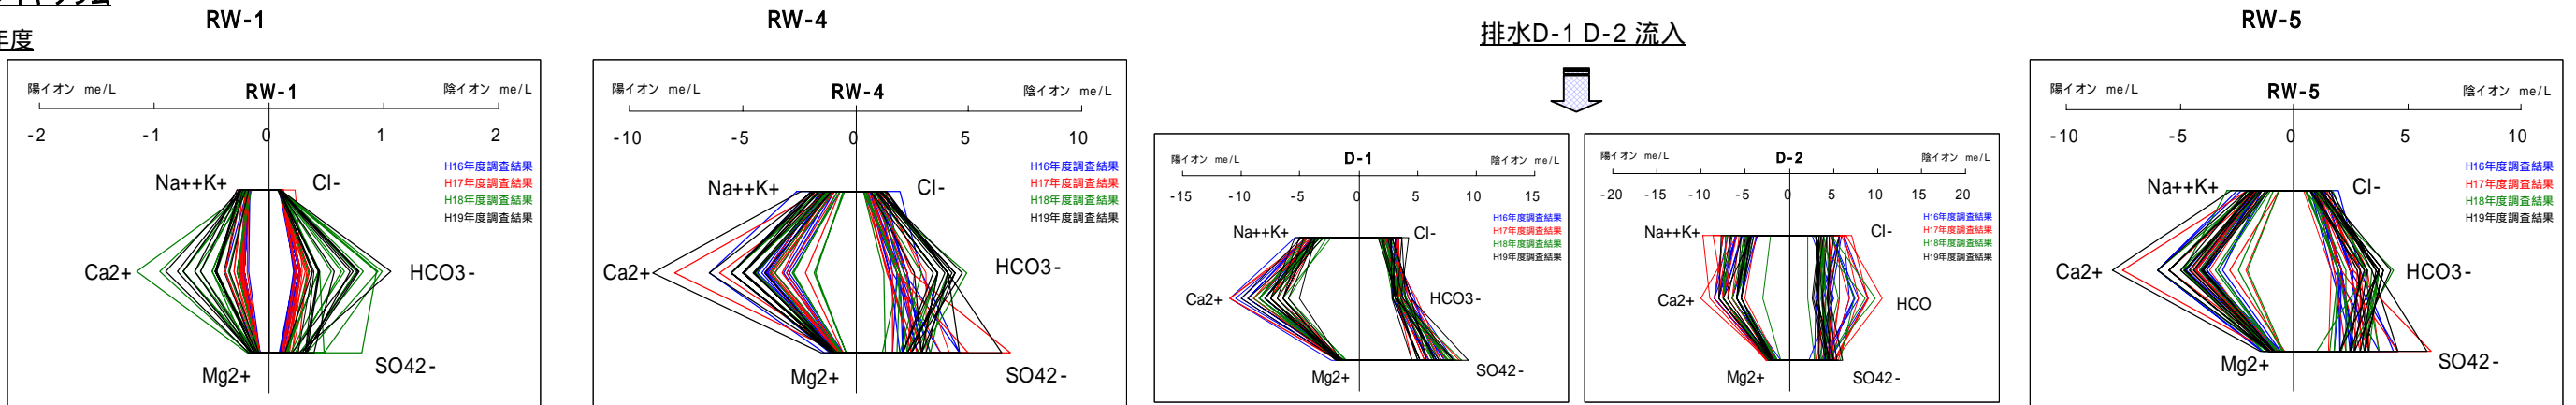 RW-1
RW-4
RW-5
年度
排水D-1 D-2 流入
陽イオン me/L
RW-1
陰イオン me/L
-2
-1
0
1
2
H16年度調査結果
H17年度調査結果
H18年度調査結果
H19年度調査結果
Na++K+
Cl-
Ca2+
HCO3-
Mg2+
SO42-
陽イオン me/L
RW-4
陰イオン me/L
-10
-5
0
5
10
H16年度調査結果
H17年度調査結果
H18年度調査結果
H19年度調査結果
Na++K+
Cl-
Ca2+
HCO3-
Mg2+
SO42-
陽イオン me/L
D-1
陰イオン me/L
-15
-10
-5
0
5
10
15
H16年度調査結果
H17年度調査結果
H18年度調査結果
H19年度調査結果
Na++K+
Cl-
Ca2+
HCO3-
Mg2+
SO42-
陽イオン me/L
D-2
陰イオン me/L
-20
-15
-10
-5
0
5
10
15
20
H16年度調査結果
H17年度調査結果
H18年度調査結果
H19年度調査結果
Na++K+
Cl-
Ca2+
HCO
Mg2+
SO42-
陽イオン me/L
RW-5
陰イオン me/L
-10
-5
0
5
10
H16年度調査結果
H17年度調査結果
H18年度調査結果
H19年度調査結果
Na++K+
Cl-
Ca2+
HCO3-
Mg2+
SO42-